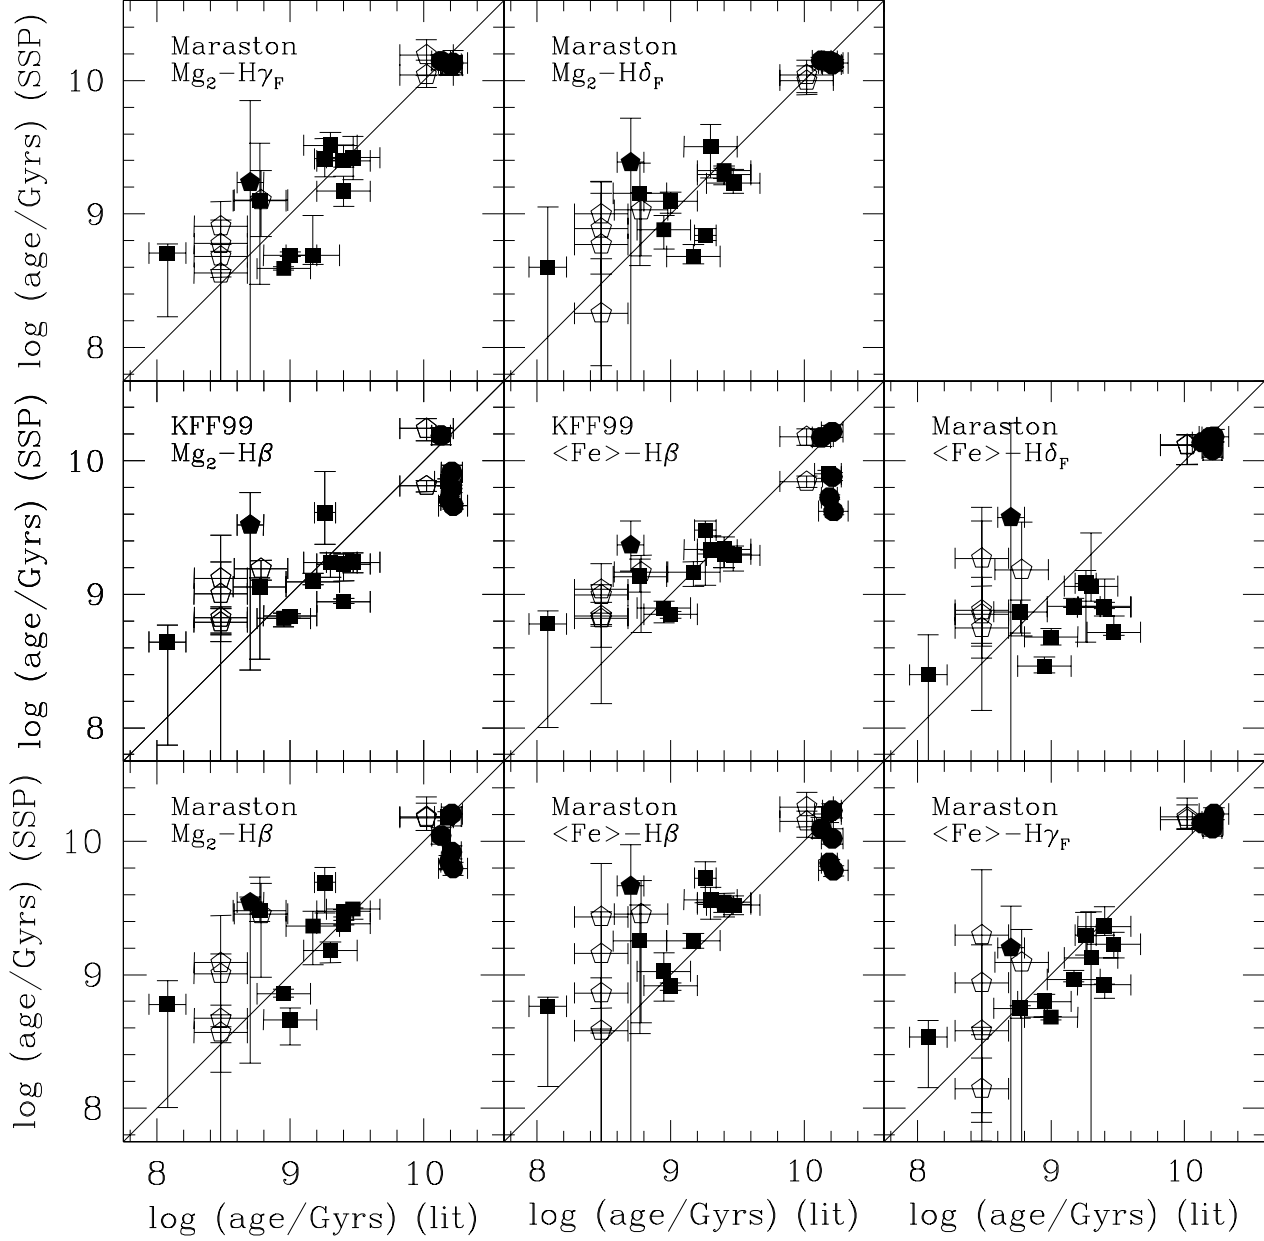 log (age/Gyrs) (SSP)
10
9
8
Maraston
Mg₂−Hγ_F
Maraston
Mg₂−Hδ_F
log (age/Gyrs) (SSP)
10
9
8
KFF99
Mg₂−Hβ
KFF99
<Fe>−Hβ
Maraston
<Fe>−Hδ_F
log (age/Gyrs) (SSP)
10
9
8
Maraston
Mg₂−Hβ
Maraston
<Fe>−Hβ
Maraston
<Fe>−Hγ_F
8 9 10
8 9 10
8 9 10
log (age/Gyrs) (lit)
log (age/Gyrs) (lit)
log (age/Gyrs) (lit)